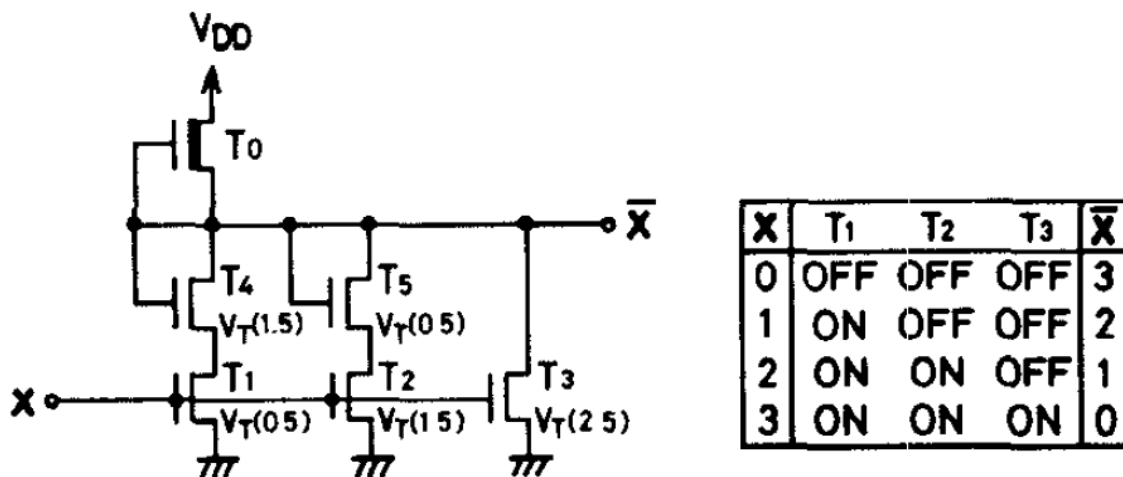 VDD
T0
X̅
T4
VT(1.5)
T5
VT(0 5)
X
T1
VT(0 5)
T2
VT(1 5)
T3
VT(2 5)
X T1 T2 T3 X̅
0 OFF OFF OFF 3
1 ON OFF OFF 2
2 ON ON OFF 1
3 ON ON ON 0